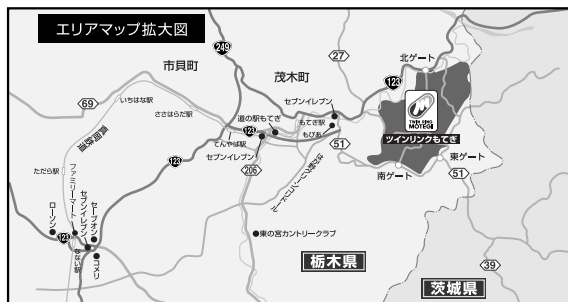 エリアマップ拡大図
249
市貝町
茂木町
27
北ゲート
123
69
いちはな駅
ささはらだ駅
道の駅もてぎ
セブンイレブン
もてぎ駅
もぴあ
TWIN RING
MOTEGI
ツインリンクもてぎ
真岡鉄道
123
てんやば駅
セブンイレブン
51
南ゲート
東ゲート
51
123
ただら駅
ファミリーマート
セブンイレブン
セーブオン
ローソン
123
コメリ
206
東の宮カントリークラブ
栃木県
茨城県
39